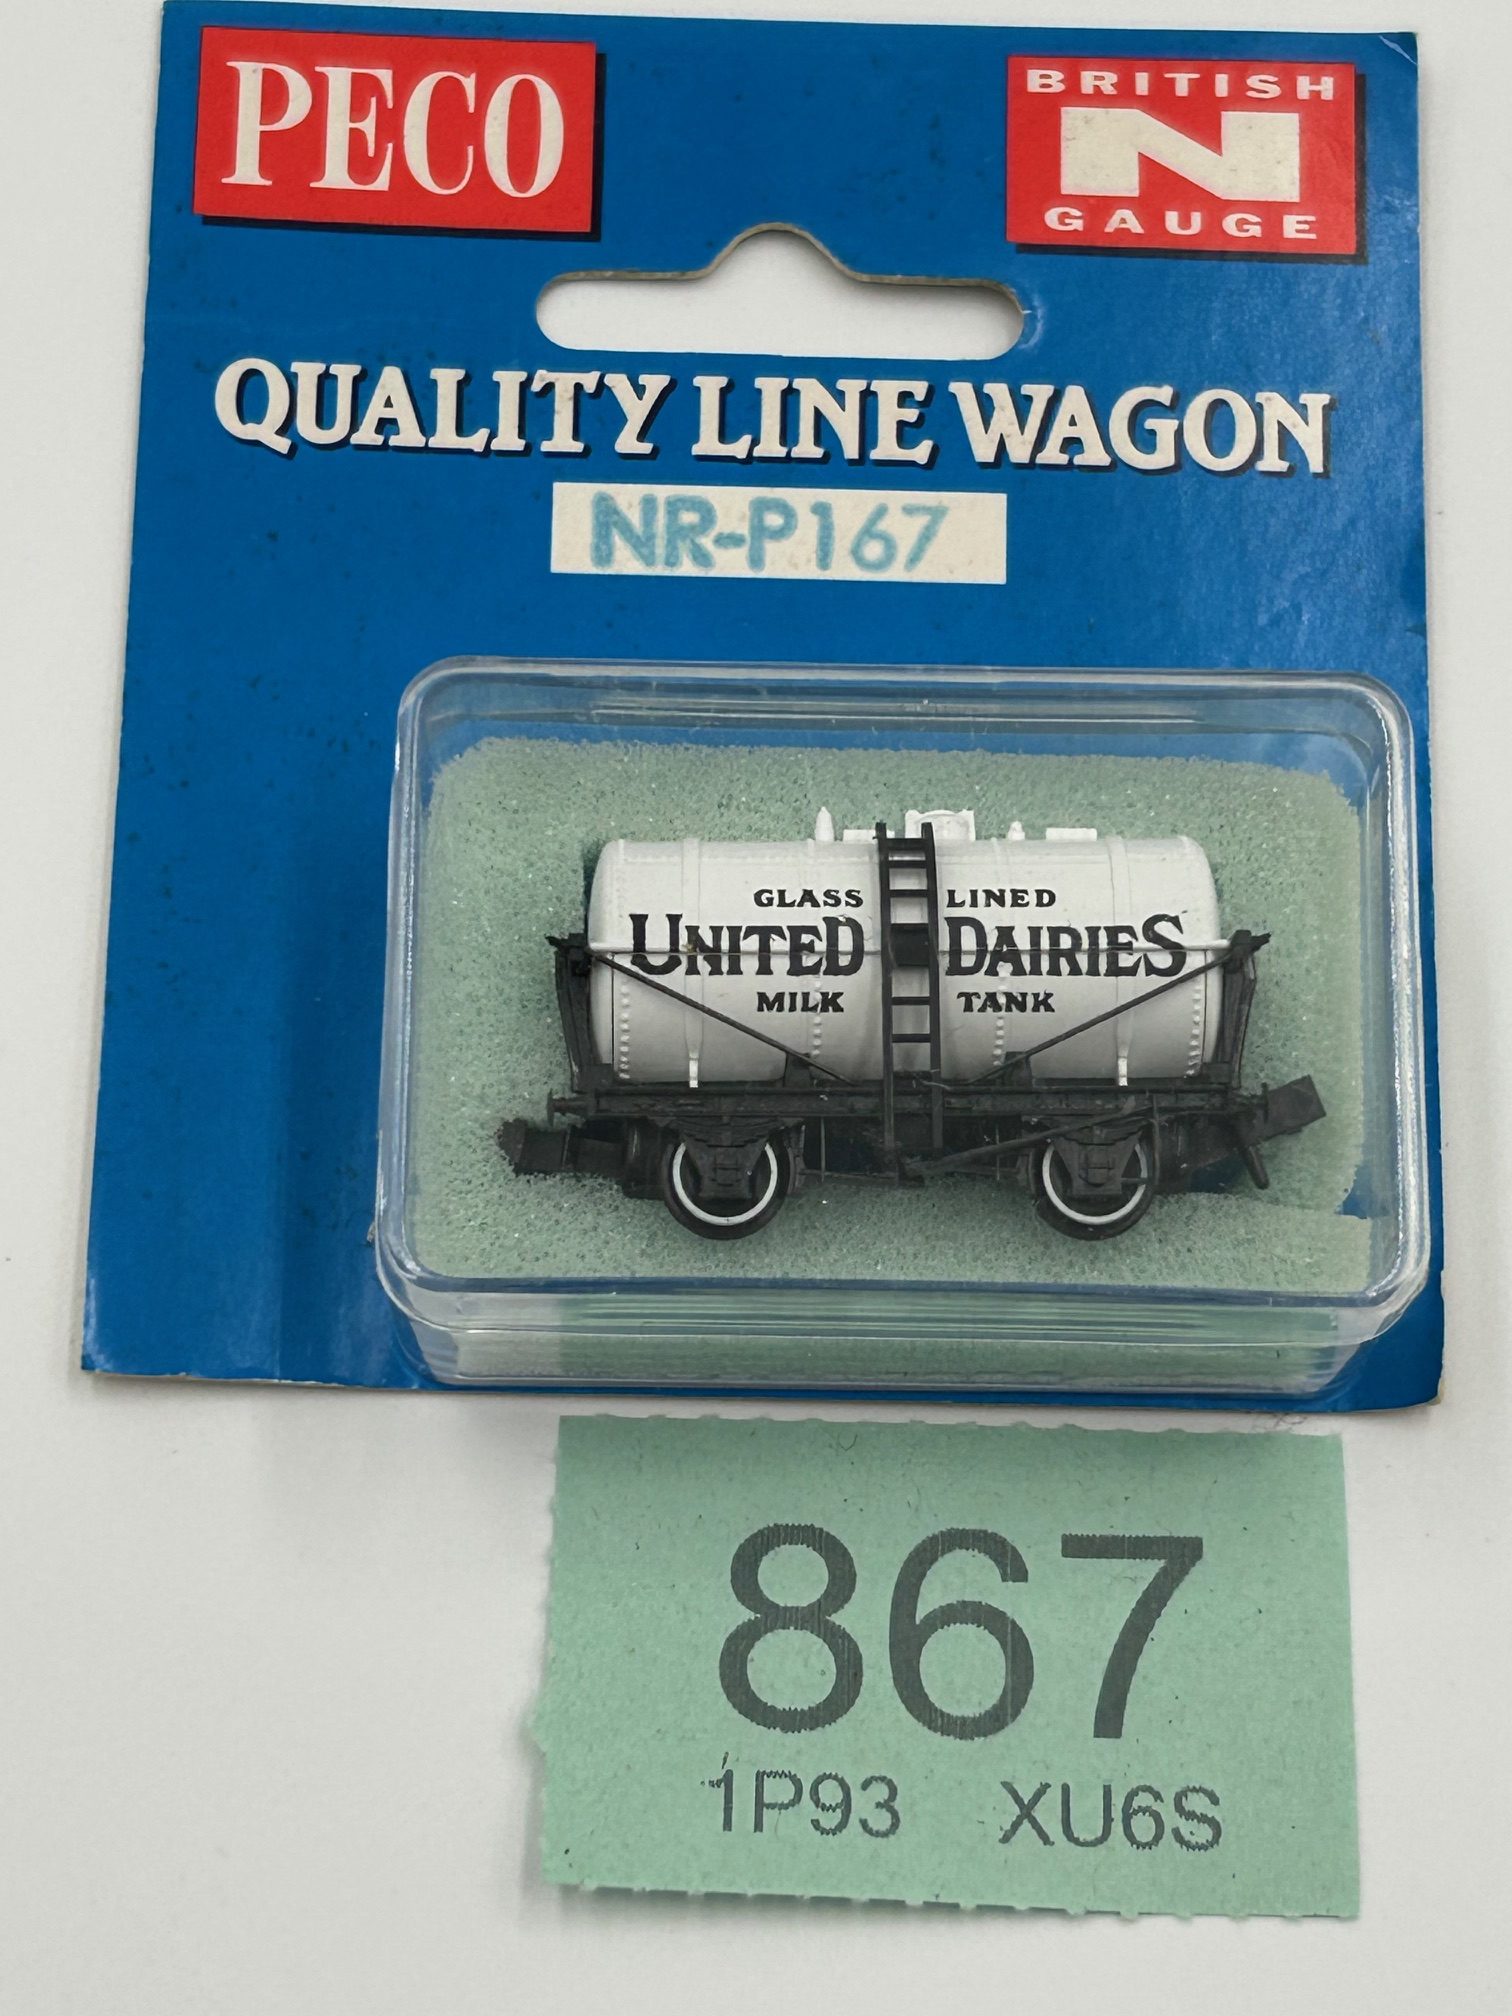 PECO
BRITISH
N
GAUGE
QUALITY LINE WAGON
NR-P167
GLASS LINED
UNITED DAIRIES
MILK TANK
867
1P93 XU6S